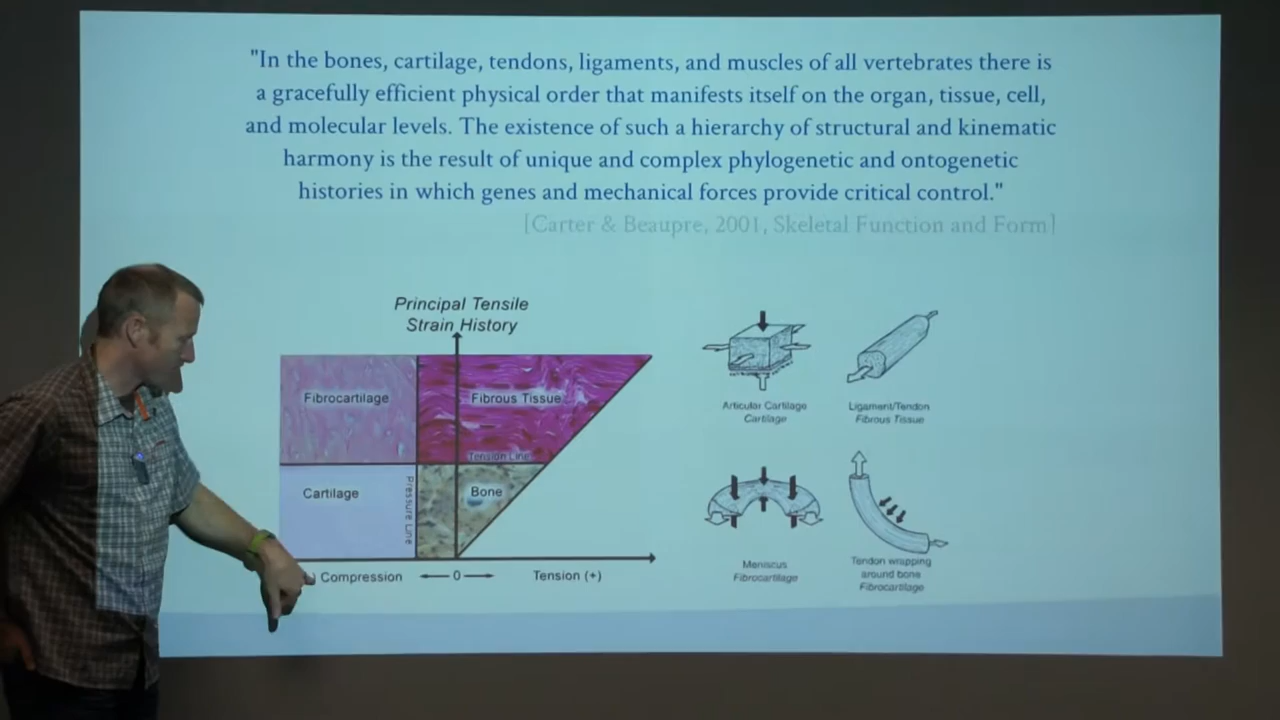 "In the bones, cartilage, tendons, ligaments, and muscles of all vertebrates there is
a gracefully efficient physical order that manifests itself on the organ, tissue, cell,
and molecular levels. The existence of such a hierarchy of structural and kinematic
harmony is the result of unique and complex phylogenetic and ontogenetic
histories in which genes and mechanical forces provide critical control."
[Carter & Beaupre, 2001, Skeletal Function and Form]
Principal Tensile
Strain History
Fibrocartilage
Fibrous Tissue
Tension Line
Cartilage
Pressure Line
Bone
Compression
0
Tension (+)
Articular Cartilage
Cartilage
Ligament/Tendon
Fibrous Tissue
Meniscus
Fibrocartilage
Tendon wrapping
around bone
Fibrocartilage